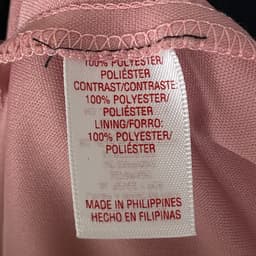 100% POLYESTER/
POLIÉSTER
CONTRAST/CONTRASTE:
100% POLYESTER/
POLIÉSTER
LINING/FORRO:
100% POLYESTER/
POLIÉSTER
MADE IN PHILIPPINES
HECHO EN FILIPINAS